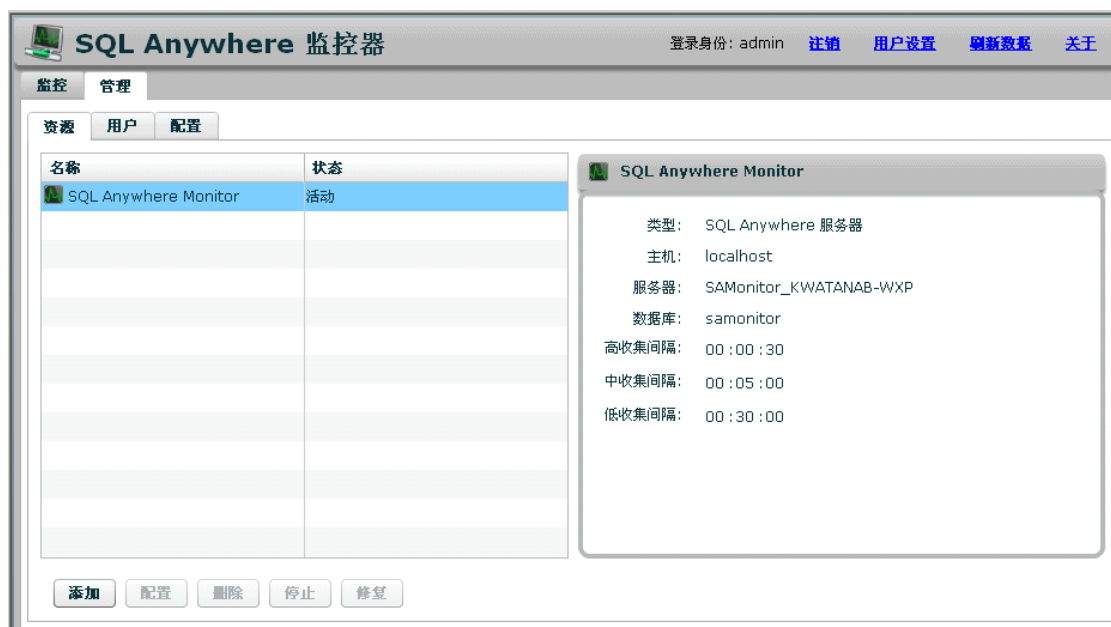 SQL Anywhere 监控器
登录身份: admin 注销 用户设置 刷新数据 关于
监控 管理
资源 用户 配置
名称 状态
SQL Anywhere Monitor 活动
SQL Anywhere Monitor
类型: SQL Anywhere 服务器
主机: localhost
服务器: SAMonitor_KWATANAB-WXP
数据库: samonitor
高收集间隔: 00:00:30
中收集间隔: 00:05:00
低收集间隔: 00:30:00
添加 配置 删除 停止 修复